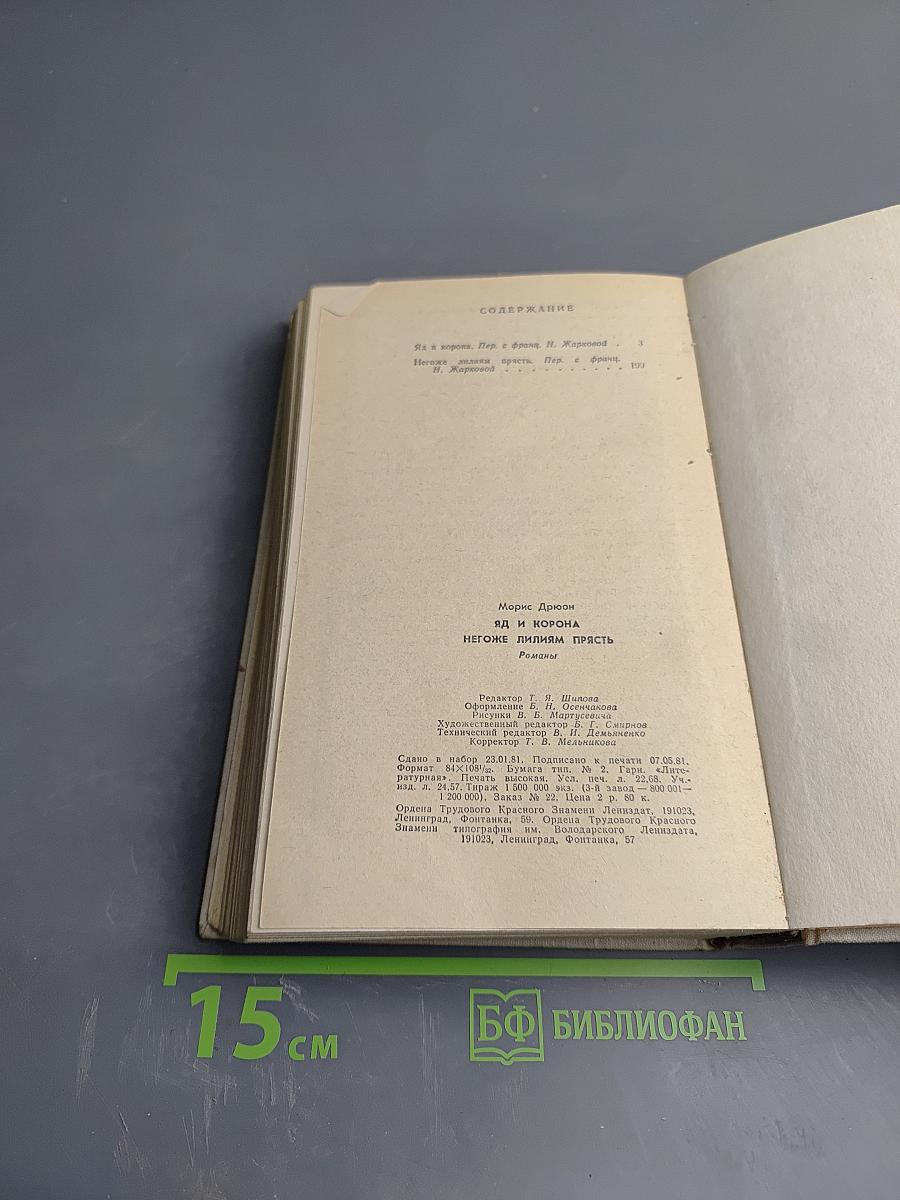 СОДЕРЖАНИЕ
Яд и корона. Пер. с франц. Н. Жарковой . 3
Негоже лилиям прясть. Пер. с франц.
Н. Жарковой . . . . . . . . . . 199
Морис Дрюон
ЯД И КОРОНА
НЕГОЖЕ ЛИЛИЯМ ПРЯСТЬ
Романы
Редактор Т. Я. Шипова
Оформление Б. Н. Осенчакова
Рисунки В. Б. Мартусевича
Художественный редактор Б. Г. Смирнов
Технический редактор В. И. Демьяненко
Корректор Т. В. Мельникова
Сдано в набор 23.01.81. Подписано к печати 07.05.81.
Формат 84×108¹/₃₂. Бумага тип. № 2. Гарн. «Лите-
ратурная». Печать высокая. Усл. печ. л. 22,68. Уч.-
изд. л. 24,57. Тираж 1 500 000 экз. (3-й завод — 800 001—
1 200 000). Заказ № 22. Цена 2 р. 80 к.
Ордена Трудового Красного Знамени Лениздат, 191023,
Ленинград, Фонтанка, 59. Ордена Трудового Красного
Знамени типография им. Володарского Лениздата,
191023, Ленинград, Фонтанка, 57
15 см
БФ БИБЛИОФАН